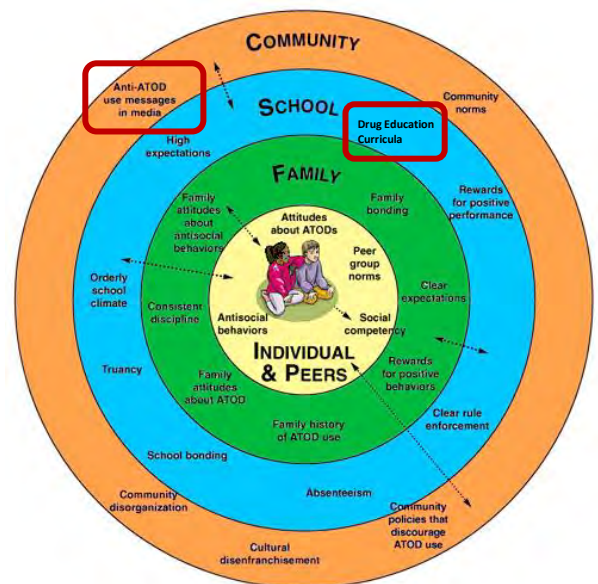 COMMUNITY
Anti-ATOD
use messages
in media
Community
norms
SCHOOL
Drug Education
Curricula
High
expectations
Rewards
for positive
performance
FAMILY
Family
attitudes
about
antisocial
behaviors
Family
bonding
Attitudes
about ATODs
Peer
group
norms
Orderly
school
climate
Consistent
discipline
Clear
expectations
Antisocial
behaviors
Social
competency
INDIVIDUAL
& PEERS
Truancy
Family
attitudes
about ATOD
Rewards
for positive
behaviors
Family history
of ATOD use
Clear rule
enforcement
School bonding
Absenteeism
Community
disorganization
Community
policies that
discourage
ATOD use
Cultural
disenfranchisement